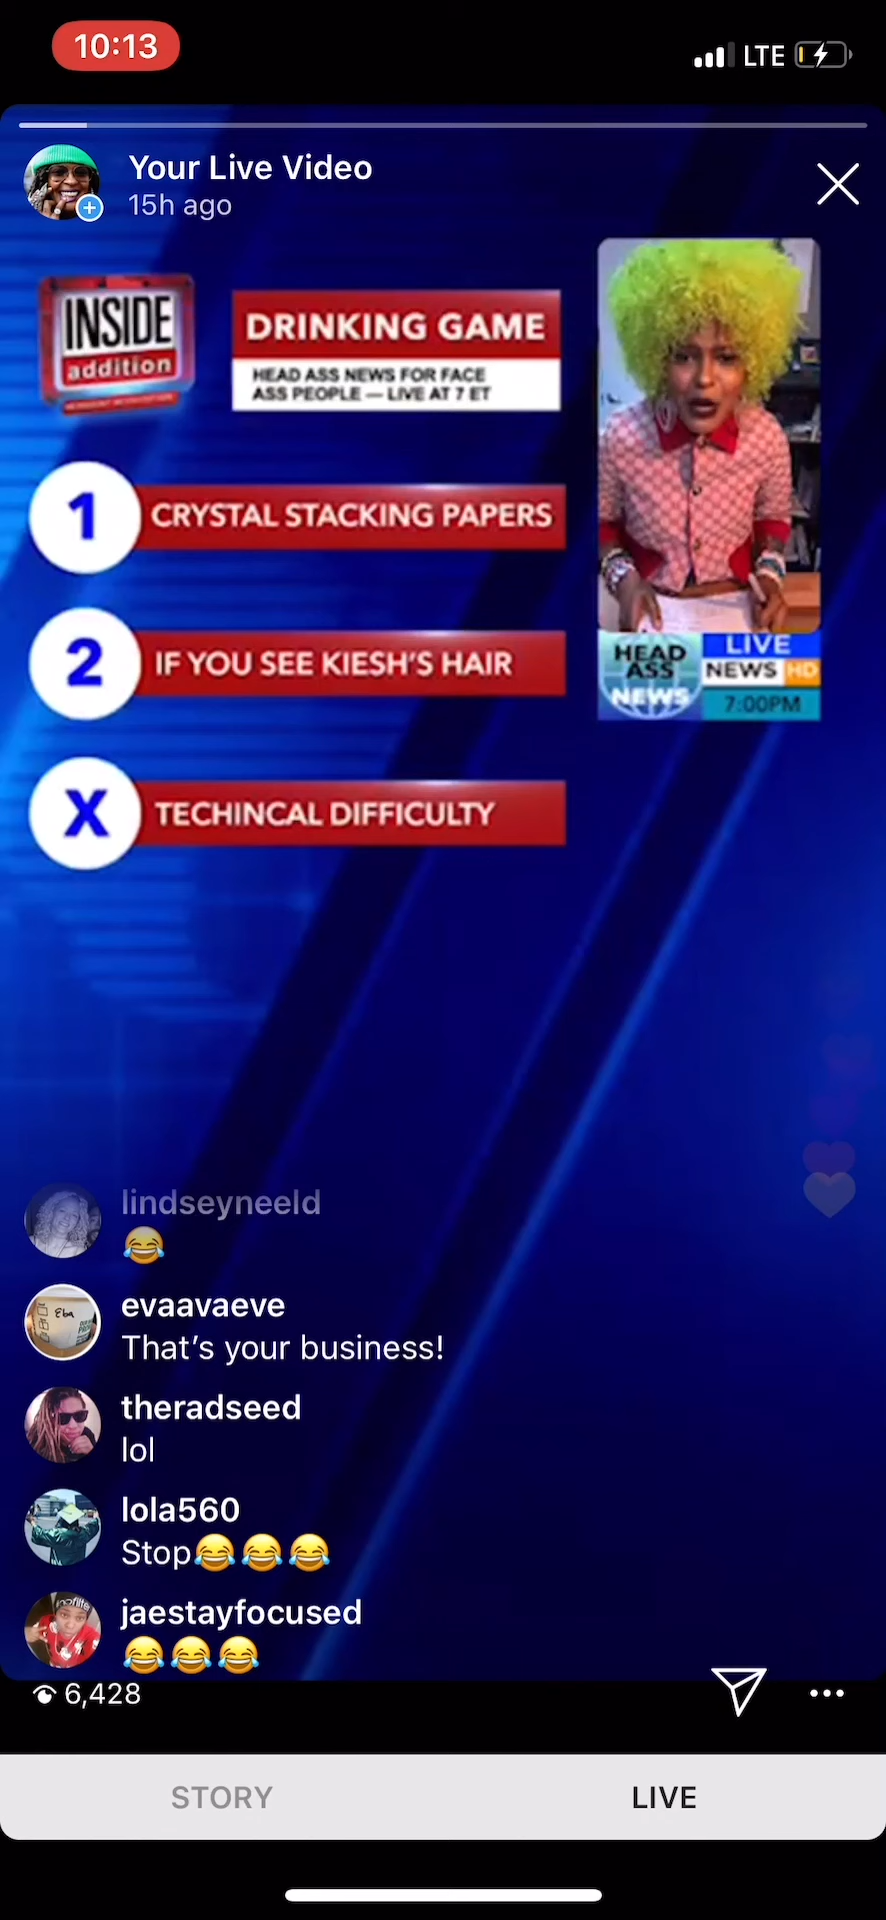 10:13
LTE
Your Live Video
15h ago
INSIDE
addition
DRINKING GAME
HEAD ASS NEWS FOR FACE
ASS PEOPLE — LIVE AT 7 ET
1 CRYSTAL STACKING PAPERS
2 IF YOU SEE KIESH'S HAIR
X TECHINCAL DIFFICULTY
HEAD
ASS
NEWS
LIVE
NEWS HD
7:00PM
lindseyneeld
😂
evaavaeve
That's your business!
theradseed
lol
lola560
Stop😂😂😂
jaestayfocused
😂😂😂
6,428
STORY
LIVE